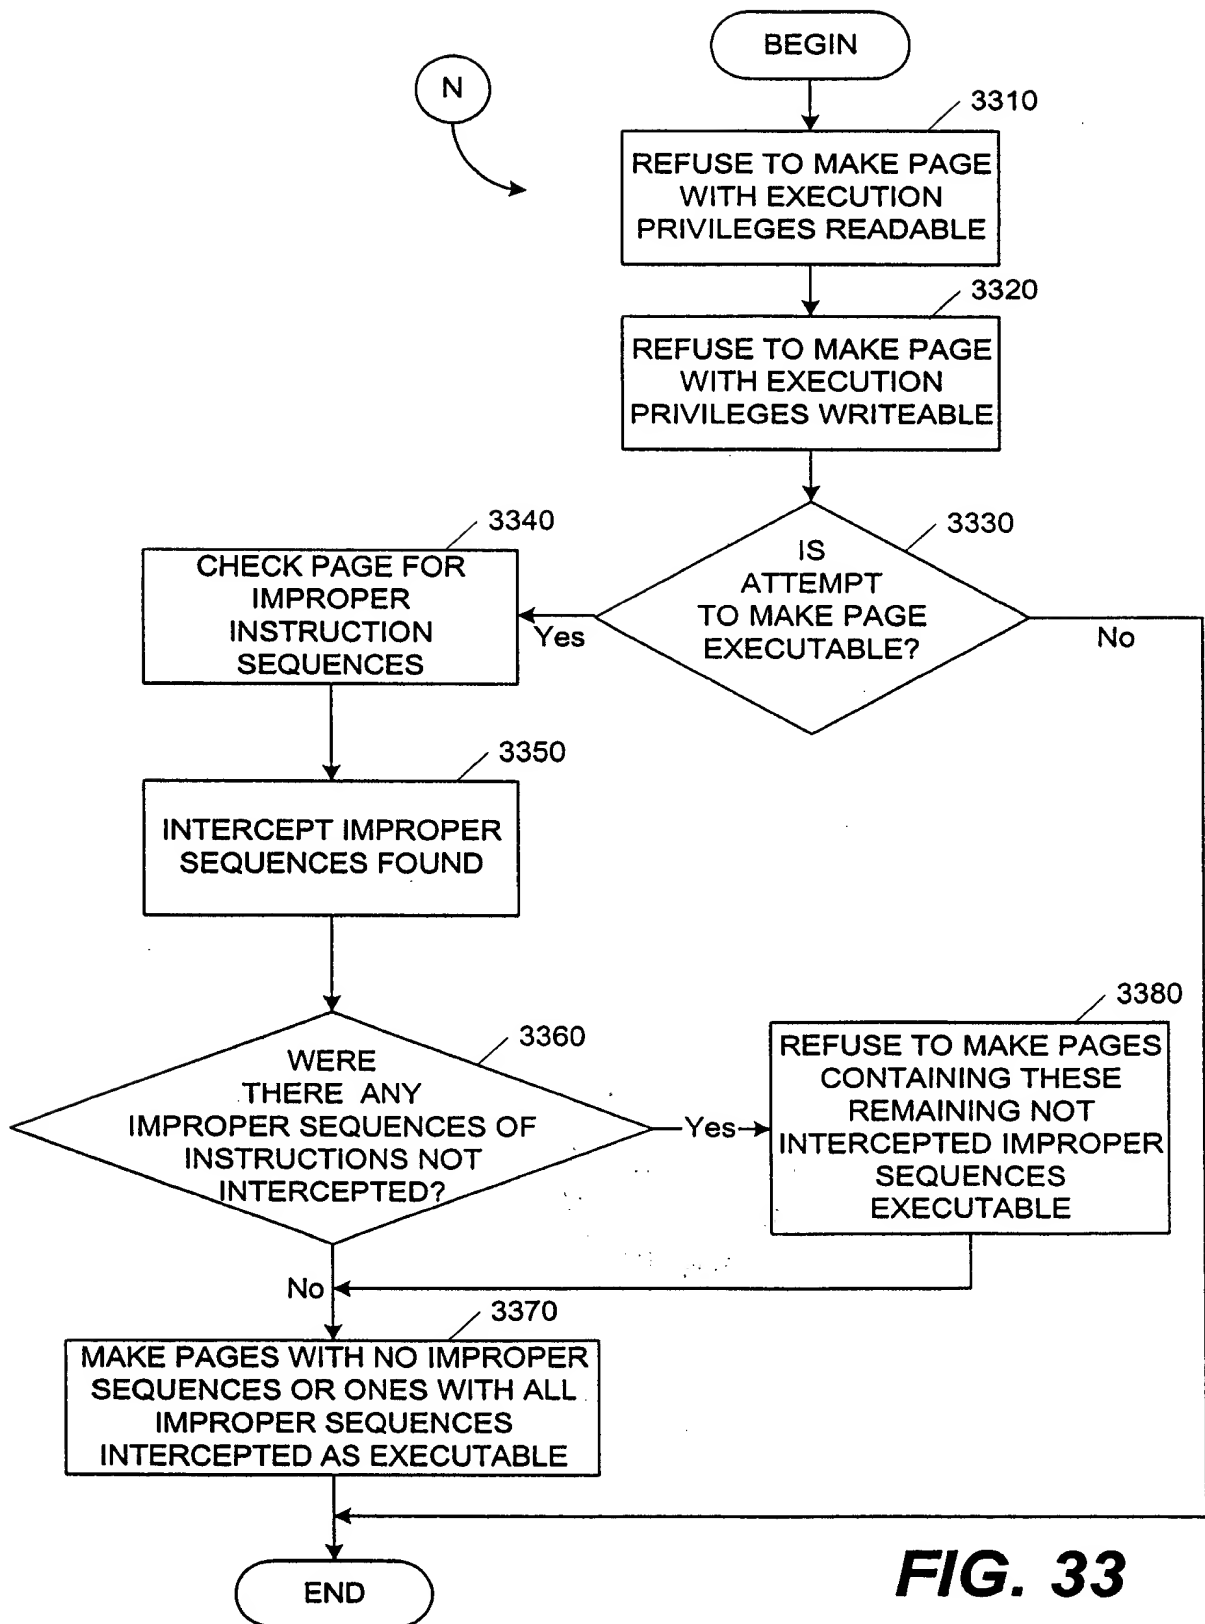 BEGIN
N
3310
REFUSE TO MAKE PAGE
WITH EXECUTION
PRIVILEGES READABLE
3320
REFUSE TO MAKE PAGE
WITH EXECUTION
PRIVILEGES WRITEABLE
3330
IS
ATTEMPT
TO MAKE PAGE
EXECUTABLE?
Yes
No
3340
CHECK PAGE FOR
IMPROPER
INSTRUCTION
SEQUENCES
3350
INTERCEPT IMPROPER
SEQUENCES FOUND
3360
WERE
THERE ANY
IMPROPER SEQUENCES OF
INSTRUCTIONS NOT
INTERCEPTED?
Yes
3380
REFUSE TO MAKE PAGES
CONTAINING THESE
REMAINING NOT
INTERCEPTED IMPROPER
SEQUENCES
EXECUTABLE
No
3370
MAKE PAGES WITH NO IMPROPER
SEQUENCES OR ONES WITH ALL
IMPROPER SEQUENCES
INTERCEPTED AS EXECUTABLE
END
FIG. 33